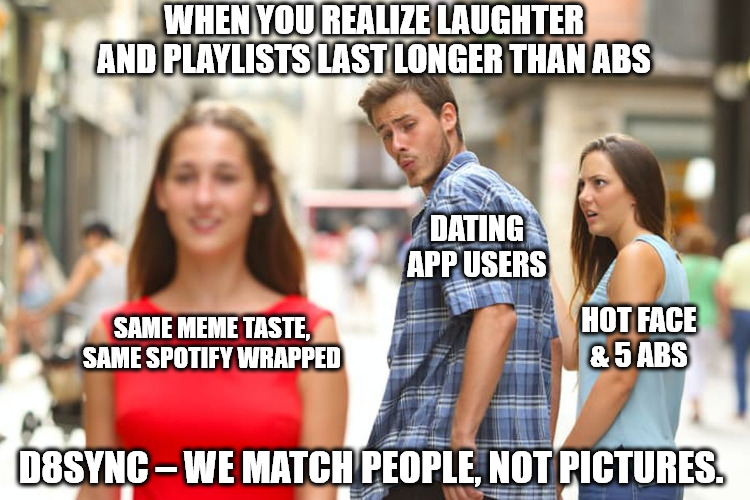 WHEN YOU REALIZE LAUGHTER
AND PLAYLISTS LAST LONGER THAN ABS
DATING
APP USERS
SAME MEME TASTE,
SAME SPOTIFY WRAPPED
HOT FACE
& 5 ABS
D8SYNC – WE MATCH PEOPLE, NOT PICTURES.